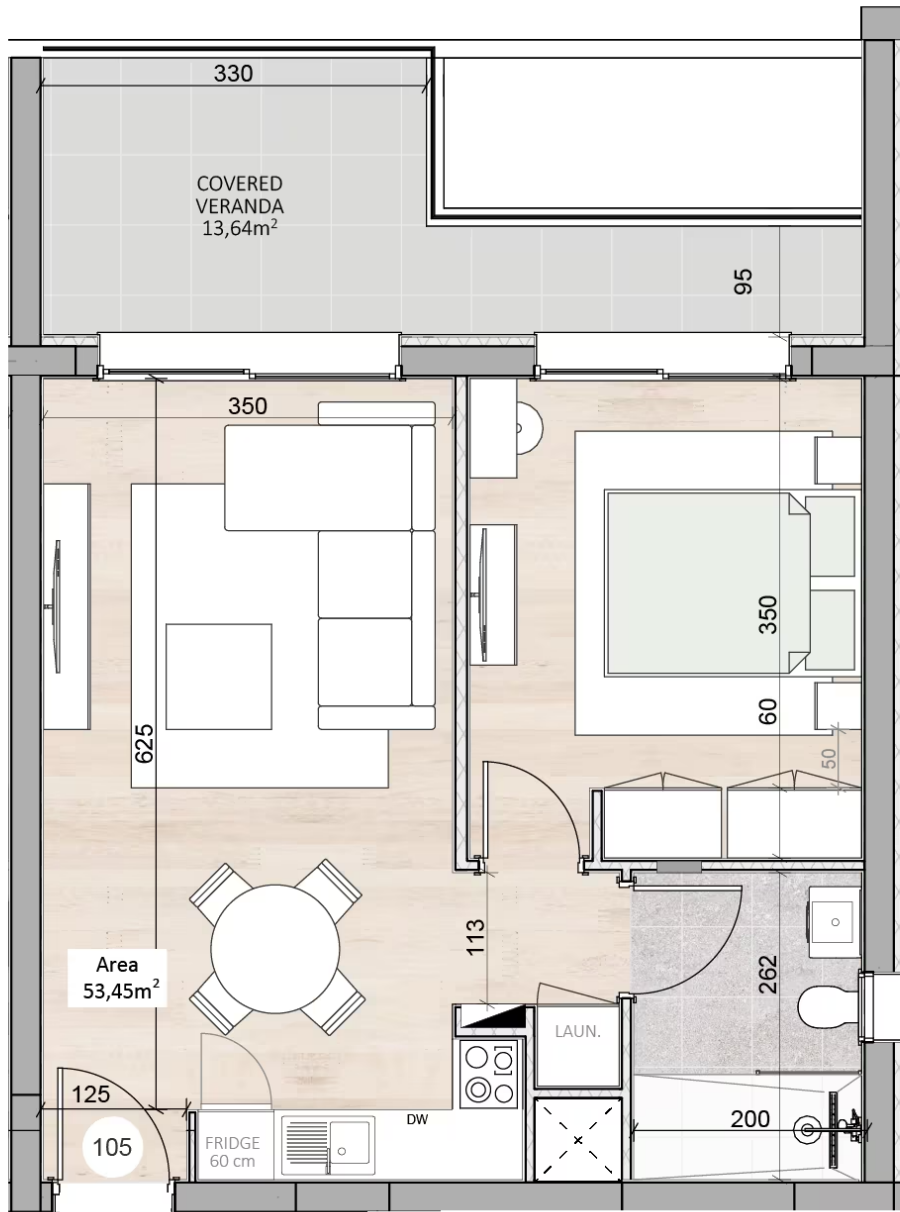 330
COVERED
VERANDA
13,64m²
95
350
350
60
50
625
113
262
Area
53,45m²
LAUN.
125
105
FRIDGE
60 cm
DW
200